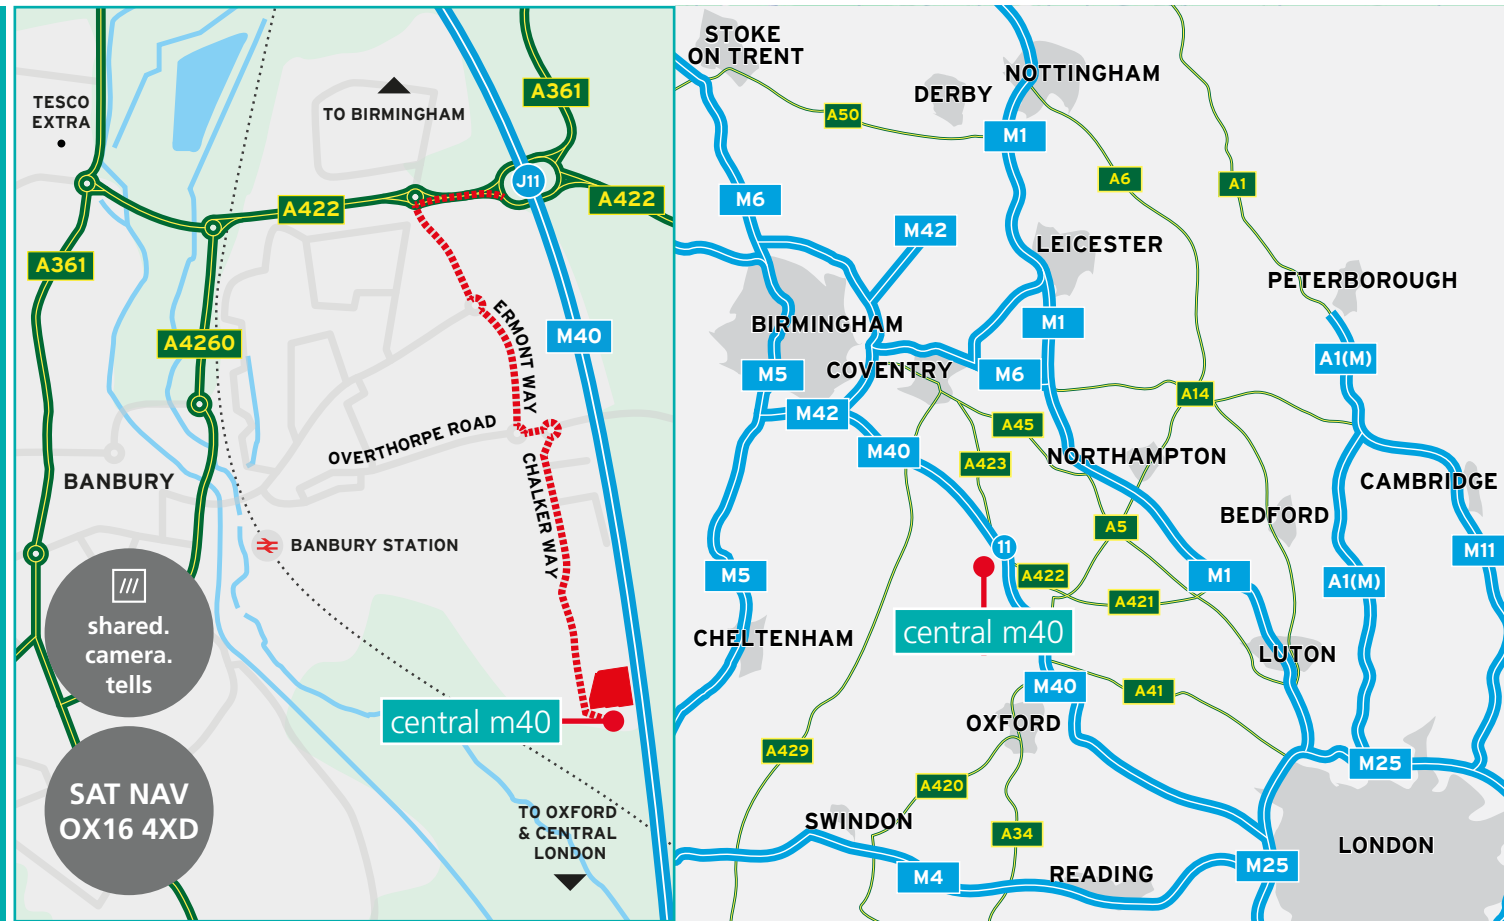 TESCO
EXTRA
TO BIRMINGHAM
A361
J11
A422
A422
A361
A4260
M40
ERMONT WAY
OVERTHORPE ROAD
CHALKER WAY
BANBURY
BANBURY STATION
///
shared.
camera.
tells
central m40
SAT NAV
OX16 4XD
TO OXFORD
& CENTRAL
LONDON
STOKE
ON TRENT
NOTTINGHAM
DERBY
A50
M1
A6
A1
M6
M42
LEICESTER
PETERBOROUGH
BIRMINGHAM
M1
A1(M)
M5
COVENTRY
M6
A14
M42
A45
M40
A423
NORTHAMPTON
CAMBRIDGE
BEDFORD
A5
11
M11
M5
A422
M1
A1(M)
A421
CHELTENHAM
central m40
LUTON
M40
A41
OXFORD
A429
M25
A420
SWINDON
A34
LONDON
M4
READING
M25